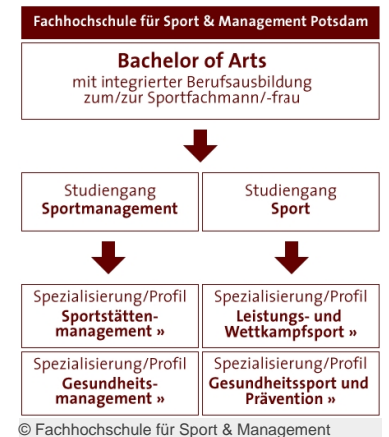 Fachhochschule für Sport & Management Potsdam
Bachelor of Arts
mit integrierter Berufsausbildung
zum/zur Sportfachmann/-frau
Studiengang
Sportmanagement
Studiengang
Sport
Spezialisierung/Profil
Sportstätten-
management »
Spezialisierung/Profil
Leistungs- und
Wettkampfsport »
Spezialisierung/Profil
Gesundheits-
management »
Spezialisierung/Profil
Gesundheitssport und
Prävention »
© Fachhochschule für Sport & Management